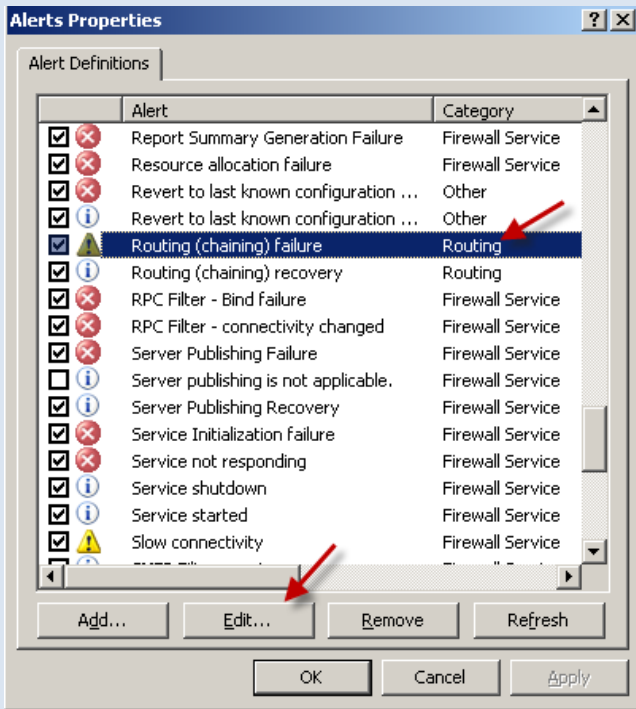 Alerts Properties
Alert Definitions
Alert Category
Report Summary Generation Failure Firewall Service
Resource allocation failure Firewall Service
Revert to last known configuration ... Other
Revert to last known configuration ... Other
Routing (chaining) failure Routing
Routing (chaining) recovery Routing
RPC Filter - Bind failure Firewall Service
RPC Filter - connectivity changed Firewall Service
Server Publishing Failure Firewall Service
Server publishing is not applicable. Firewall Service
Server Publishing Recovery Firewall Service
Service Initialization failure Firewall Service
Service not responding Firewall Service
Service shutdown Firewall Service
Service started Firewall Service
Slow connectivity Firewall Service
Add... Edit... Remove Refresh
OK Cancel Apply